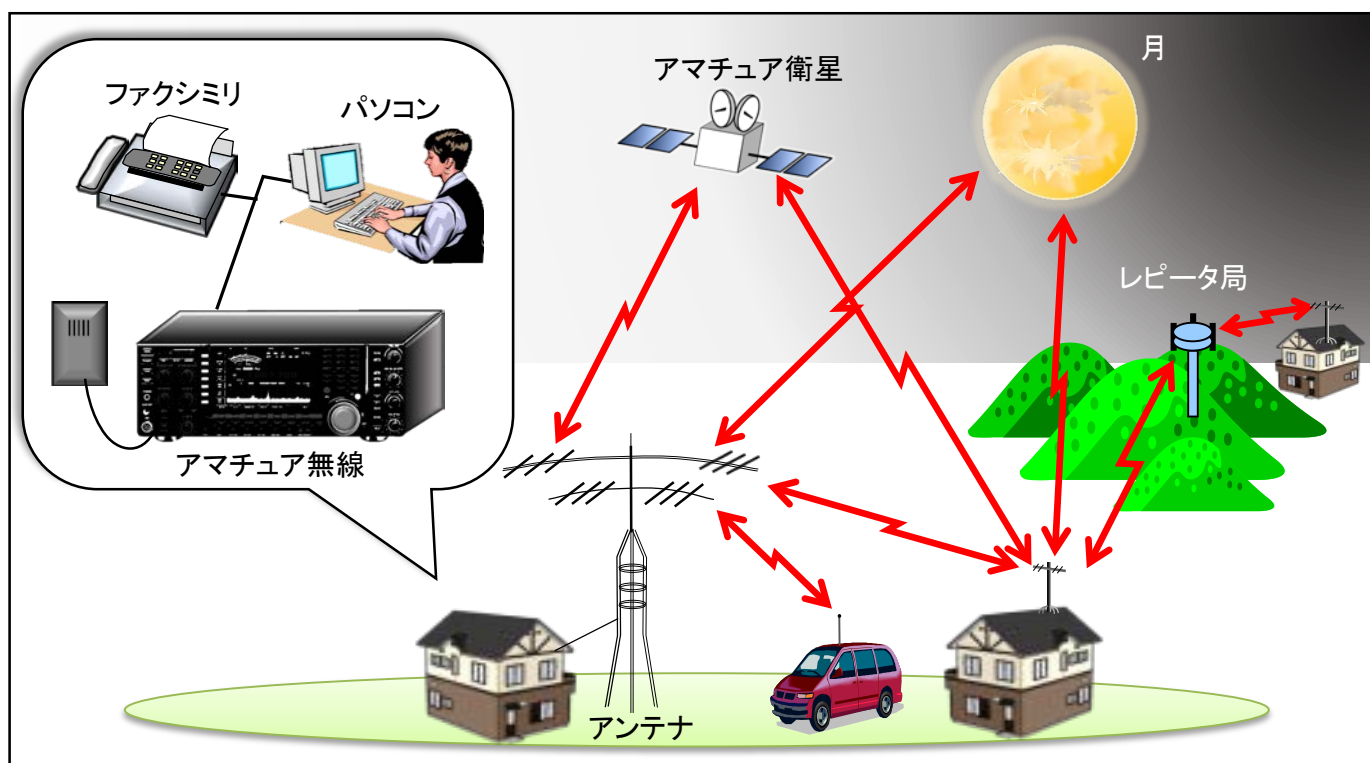 ファクシミリ
パソコン
アマチュア無線
アマチュア衛星
月
レピータ局
アンテナ